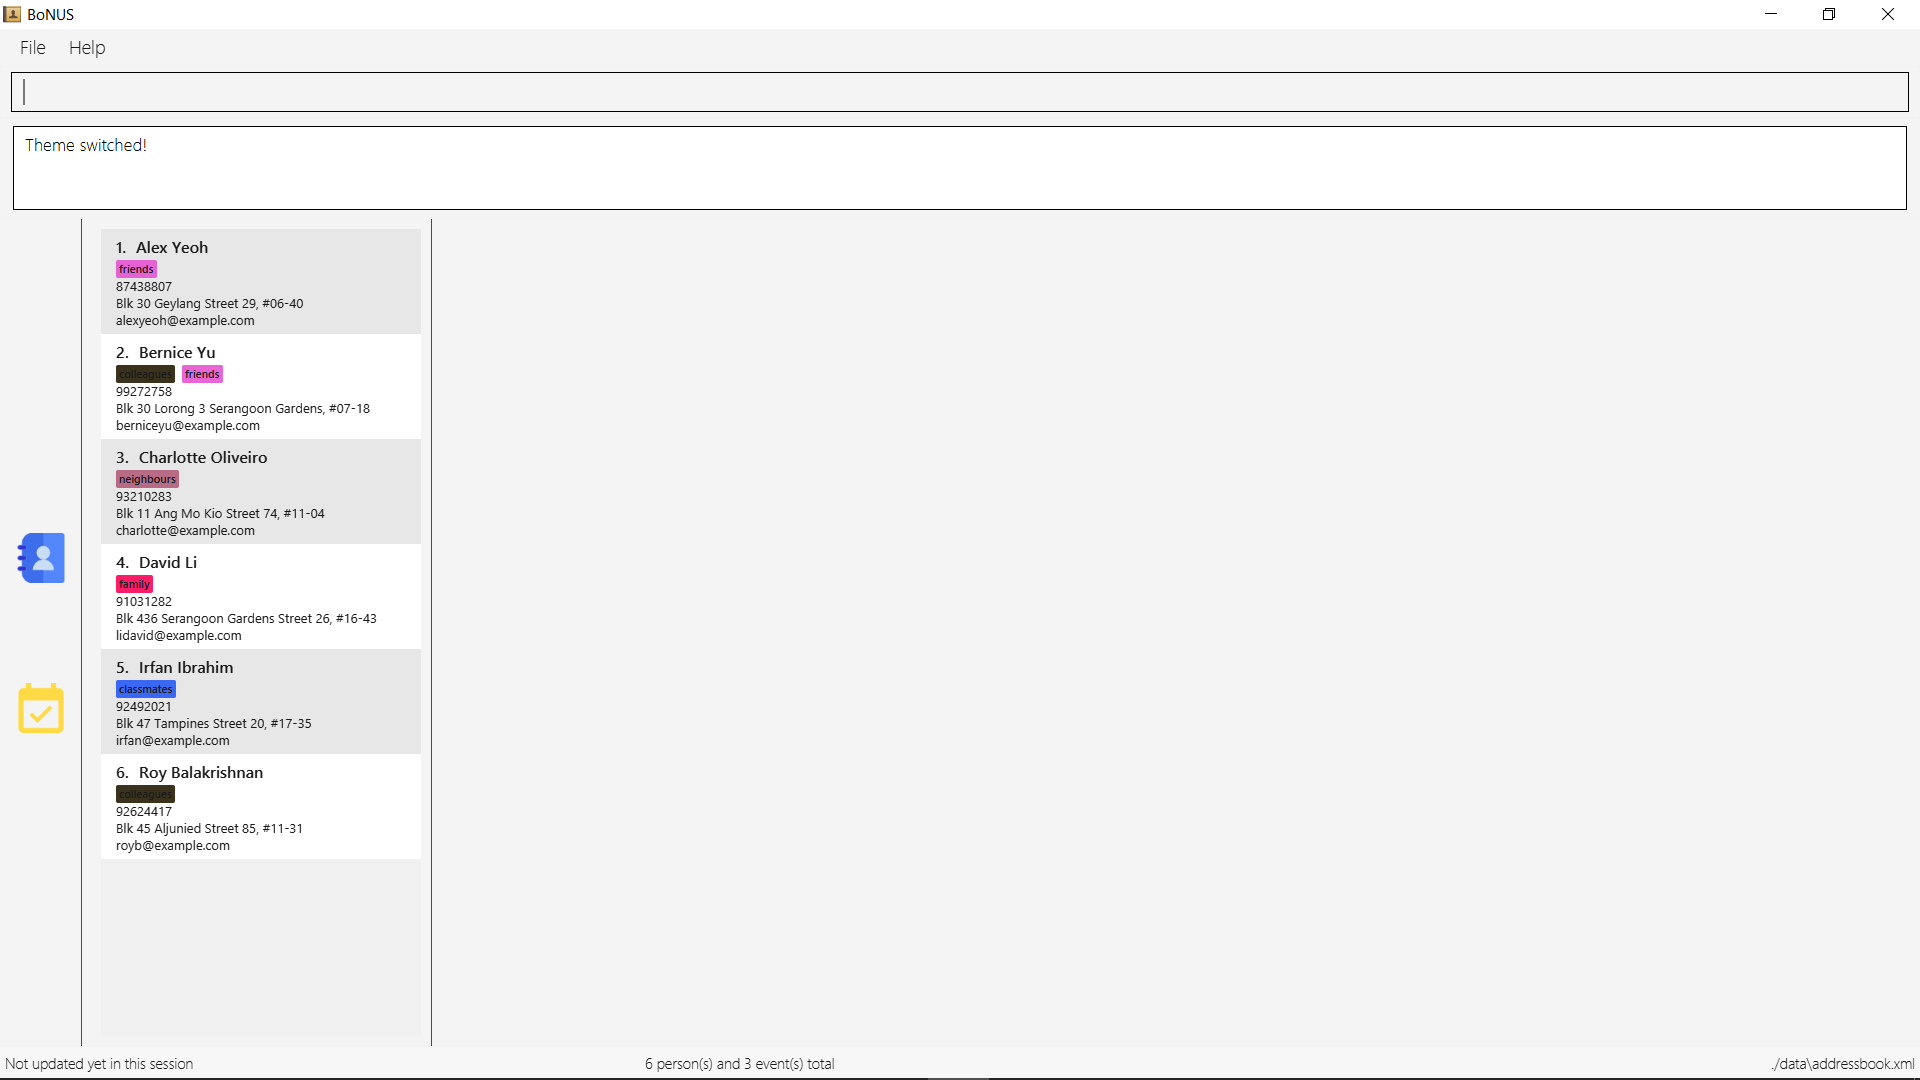 BoNUS
File Help
Theme switched!
1. Alex Yeoh
friends
87438807
Blk 30 Geylang Street 29, #06-40
alexyeoh@example.com
2. Bernice Yu
colleagues friends
99272758
Blk 30 Lorong 3 Serangoon Gardens, #07-18
berniceyu@example.com
3. Charlotte Oliveiro
neighbours
93210283
Blk 11 Ang Mo Kio Street 74, #11-04
charlotte@example.com
4. David Li
family
91031282
Blk 436 Serangoon Gardens Street 26, #16-43
lidavid@example.com
5. Irfan Ibrahim
classmates
92492021
Blk 47 Tampines Street 20, #17-35
irfan@example.com
6. Roy Balakrishnan
colleagues
92624417
Blk 45 Aljunied Street 85, #11-31
royb@example.com
Not updated yet in this session
6 person(s) and 3 event(s) total
./data\addressbook.xml